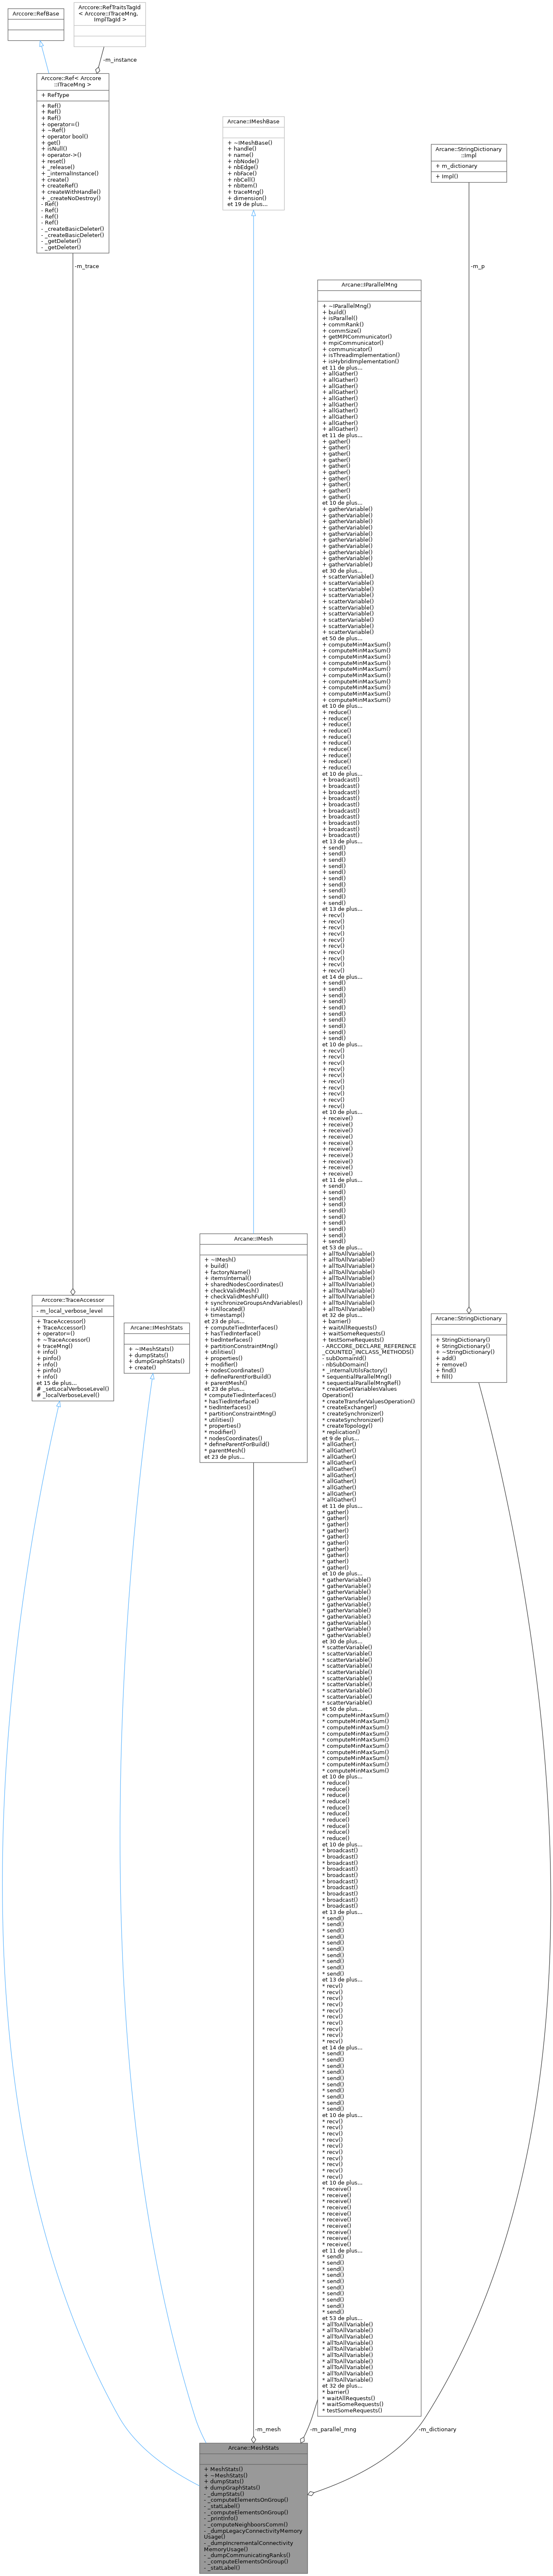 Arccore::RefBase
Arccore::RefTraitsTagId
< Arccore::ITraceMng,
ImplTagId >
-m_instance
Arccore::Ref< Arccore
::ITraceMng >
+ RefType
+ Ref()
+ Ref()
+ Ref()
+ operator=()
+ ~Ref()
+ operator bool()
+ get()
+ isNull()
+ operator->()
+ reset()
+ _release()
+ _internalInstance()
+ create()
+ createRef()
+ createWithHandle()
+ _createNoDestroy()
- Ref()
- Ref()
- Ref()
- Ref()
- _createBasicDeleter()
- _createBasicDeleter()
- _getDeleter()
- _getDeleter()
-m_trace
Arcane::IMeshBase
+ ~IMeshBase()
+ handle()
+ name()
+ nbNode()
+ nbEdge()
+ nbFace()
+ nbCell()
+ nbItem()
+ traceMng()
+ dimension()
et 19 de plus...
Arcane::StringDictionary
::Impl
+ m_dictionary
+ Impl()
-m_p
Arcane::IParallelMng
+ ~IParallelMng()
+ build()
+ isParallel()
+ commRank()
+ commSize()
+ getMPICommunicator()
+ mpiCommunicator()
+ communicator()
+ isThreadImplementation()
+ isHybridImplementation()
et 11 de plus...
+ allGather()
+ allGather()
+ allGather()
+ allGather()
+ allGather()
+ allGather()
+ allGather()
+ allGather()
+ allGather()
+ allGather()
et 11 de plus...
+ gather()
+ gather()
+ gather()
+ gather()
+ gather()
+ gather()
+ gather()
+ gather()
+ gather()
+ gather()
et 10 de plus...
+ gatherVariable()
+ gatherVariable()
+ gatherVariable()
+ gatherVariable()
+ gatherVariable()
+ gatherVariable()
+ gatherVariable()
+ gatherVariable()
+ gatherVariable()
+ gatherVariable()
et 30 de plus...
+ scatterVariable()
+ scatterVariable()
+ scatterVariable()
+ scatterVariable()
+ scatterVariable()
+ scatterVariable()
+ scatterVariable()
+ scatterVariable()
+ scatterVariable()
+ scatterVariable()
et 50 de plus...
+ computeMinMaxSum()
+ computeMinMaxSum()
+ computeMinMaxSum()
+ computeMinMaxSum()
+ computeMinMaxSum()
+ computeMinMaxSum()
+ computeMinMaxSum()
+ computeMinMaxSum()
+ computeMinMaxSum()
+ computeMinMaxSum()
et 10 de plus...
+ reduce()
+ reduce()
+ reduce()
+ reduce()
+ reduce()
+ reduce()
+ reduce()
+ reduce()
+ reduce()
+ reduce()
et 10 de plus...
+ broadcast()
+ broadcast()
+ broadcast()
+ broadcast()
+ broadcast()
+ broadcast()
+ broadcast()
+ broadcast()
+ broadcast()
+ broadcast()
et 13 de plus...
+ send()
+ send()
+ send()
+ send()
+ send()
+ send()
+ send()
+ send()
+ send()
+ send()
et 13 de plus...
+ recv()
+ recv()
+ recv()
+ recv()
+ recv()
+ recv()
+ recv()
+ recv()
+ recv()
+ recv()
et 14 de plus...
+ send()
+ send()
+ send()
+ send()
+ send()
+ send()
+ send()
+ send()
+ send()
+ send()
et 10 de plus...
+ recv()
+ recv()
+ recv()
+ recv()
+ recv()
+ recv()
+ recv()
+ recv()
+ recv()
+ recv()
et 10 de plus...
+ receive()
+ receive()
+ receive()
+ receive()
+ receive()
+ receive()
+ receive()
+ receive()
+ receive()
+ receive()
et 11 de plus...
+ send()
+ send()
+ send()
+ send()
+ send()
+ send()
+ send()
+ send()
+ send()
+ send()
et 53 de plus...
+ allToAllVariable()
+ allToAllVariable()
+ allToAllVariable()
+ allToAllVariable()
+ allToAllVariable()
+ allToAllVariable()
+ allToAllVariable()
+ allToAllVariable()
+ allToAllVariable()
+ allToAllVariable()
et 32 de plus...
+ barrier()
+ waitAllRequests()
+ waitSomeRequests()
+ testSomeRequests()
- ARCCORE_DECLARE_REFERENCE
_COUNTED_INCLASS_METHODS()
- subDomainId()
- nbSubDomain()
* _internalUtilsFactory()
* sequentialParallelMng()
* sequentialParallelMngRef()
* createGetVariablesValues
Operation()
* createTransferValuesOperation()
* createExchanger()
* createSynchronizer()
* createSynchronizer()
* createTopology()
* replication()
et 9 de plus...
* allGather()
* allGather()
* allGather()
* allGather()
* allGather()
* allGather()
* allGather()
* allGather()
* allGather()
* allGather()
et 11 de plus...
* gather()
* gather()
* gather()
* gather()
* gather()
* gather()
* gather()
* gather()
* gather()
* gather()
et 10 de plus...
* gatherVariable()
* gatherVariable()
* gatherVariable()
* gatherVariable()
* gatherVariable()
* gatherVariable()
* gatherVariable()
* gatherVariable()
* gatherVariable()
* gatherVariable()
et 30 de plus...
* scatterVariable()
* scatterVariable()
* scatterVariable()
* scatterVariable()
* scatterVariable()
* scatterVariable()
* scatterVariable()
* scatterVariable()
* scatterVariable()
* scatterVariable()
et 50 de plus...
* computeMinMaxSum()
* computeMinMaxSum()
* computeMinMaxSum()
* computeMinMaxSum()
* computeMinMaxSum()
* computeMinMaxSum()
* computeMinMaxSum()
* computeMinMaxSum()
* computeMinMaxSum()
* computeMinMaxSum()
et 10 de plus...
* reduce()
* reduce()
* reduce()
* reduce()
* reduce()
* reduce()
* reduce()
* reduce()
* reduce()
* reduce()
et 10 de plus...
* broadcast()
* broadcast()
* broadcast()
* broadcast()
* broadcast()
* broadcast()
* broadcast()
* broadcast()
* broadcast()
* broadcast()
et 13 de plus...
* send()
* send()
* send()
* send()
* send()
* send()
* send()
* send()
* send()
* send()
et 13 de plus...
* recv()
* recv()
* recv()
* recv()
* recv()
* recv()
* recv()
* recv()
* recv()
* recv()
et 14 de plus...
* send()
* send()
* send()
* send()
* send()
* send()
* send()
* send()
* send()
* send()
et 10 de plus...
* recv()
* recv()
* recv()
* recv()
* recv()
* recv()
* recv()
* recv()
* recv()
* recv()
et 10 de plus...
* receive()
* receive()
* receive()
* receive()
* receive()
* receive()
* receive()
* receive()
* receive()
* receive()
et 11 de plus...
* send()
* send()
* send()
* send()
* send()
* send()
* send()
* send()
* send()
* send()
et 53 de plus...
* allToAllVariable()
* allToAllVariable()
* allToAllVariable()
* allToAllVariable()
* allToAllVariable()
* allToAllVariable()
* allToAllVariable()
* allToAllVariable()
* allToAllVariable()
* allToAllVariable()
et 32 de plus...
* barrier()
* waitAllRequests()
* waitSomeRequests()
* testSomeRequests()
Arcane::IMesh
+ ~IMesh()
+ build()
+ factoryName()
+ itemsInternal()
+ sharedNodesCoordinates()
+ checkValidMesh()
+ checkValidMeshFull()
+ synchronizeGroupsAndVariables()
+ isAllocated()
+ timestamp()
et 23 de plus...
+ computeTiedInterfaces()
+ hasTiedInterface()
+ tiedInterfaces()
+ partitionConstraintMng()
+ utilities()
+ properties()
+ modifier()
+ nodesCoordinates()
+ defineParentForBuild()
+ parentMesh()
et 23 de plus...
* computeTiedInterfaces()
* hasTiedInterface()
* tiedInterfaces()
* partitionConstraintMng()
* utilities()
* properties()
* modifier()
* nodesCoordinates()
* defineParentForBuild()
* parentMesh()
et 23 de plus...
Arccore::TraceAccessor
- m_local_verbose_level
+ TraceAccessor()
+ TraceAccessor()
+ operator=()
+ ~TraceAccessor()
+ traceMng()
+ info()
+ pinfo()
+ info()
+ pinfo()
+ info()
et 15 de plus...
# _setLocalVerboseLevel()
# _localVerboseLevel()
Arcane::IMeshStats
+ ~IMeshStats()
+ dumpStats()
+ dumpGraphStats()
+ create()
Arcane::StringDictionary
+ StringDictionary()
+ StringDictionary()
+ ~StringDictionary()
+ add()
+ remove()
+ find()
+ fill()
-m_mesh
-m_parallel_mng
-m_dictionary
Arcane::MeshStats
+ MeshStats()
+ ~MeshStats()
+ dumpStats()
+ dumpGraphStats()
- _dumpStats()
- _computeElementsOnGroup()
- _statLabel()
- _computeElementsOnGroup()
- _printInfo()
- _computeNeighboorsComm()
- _dumpLegacyConnectivityMemory
Usage()
- _dumpIncrementalConnectivity
MemoryUsage()
- _dumpCommunicatingRanks()
- _computeElementsOnGroup()
- _statLabel()